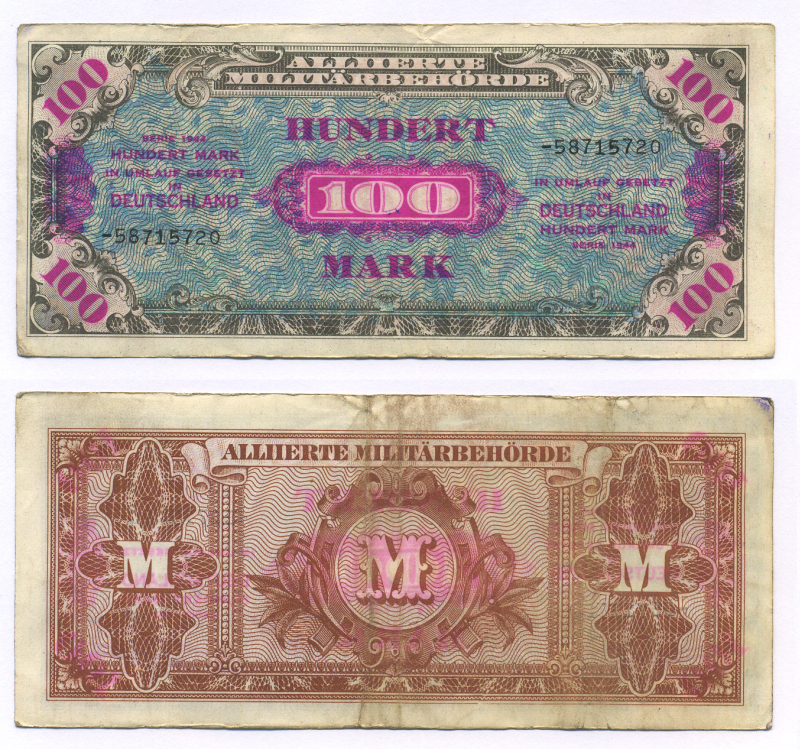 100
ALLIIERTE
MILITÄRBEHÖRDE
100
HUNDERT
-58715720
SERIE 1944
HUNDERT MARK
IN UMLAUF GESETZT
IN
DEUTSCHLAND
100
IN UMLAUF GESETZT
IN
DEUTSCHLAND
HUNDERT MARK
SERIE 1944
-58715720
MARK
100
100
ALLIIERTE MILITÄRBEHÖRDE
M
M
M